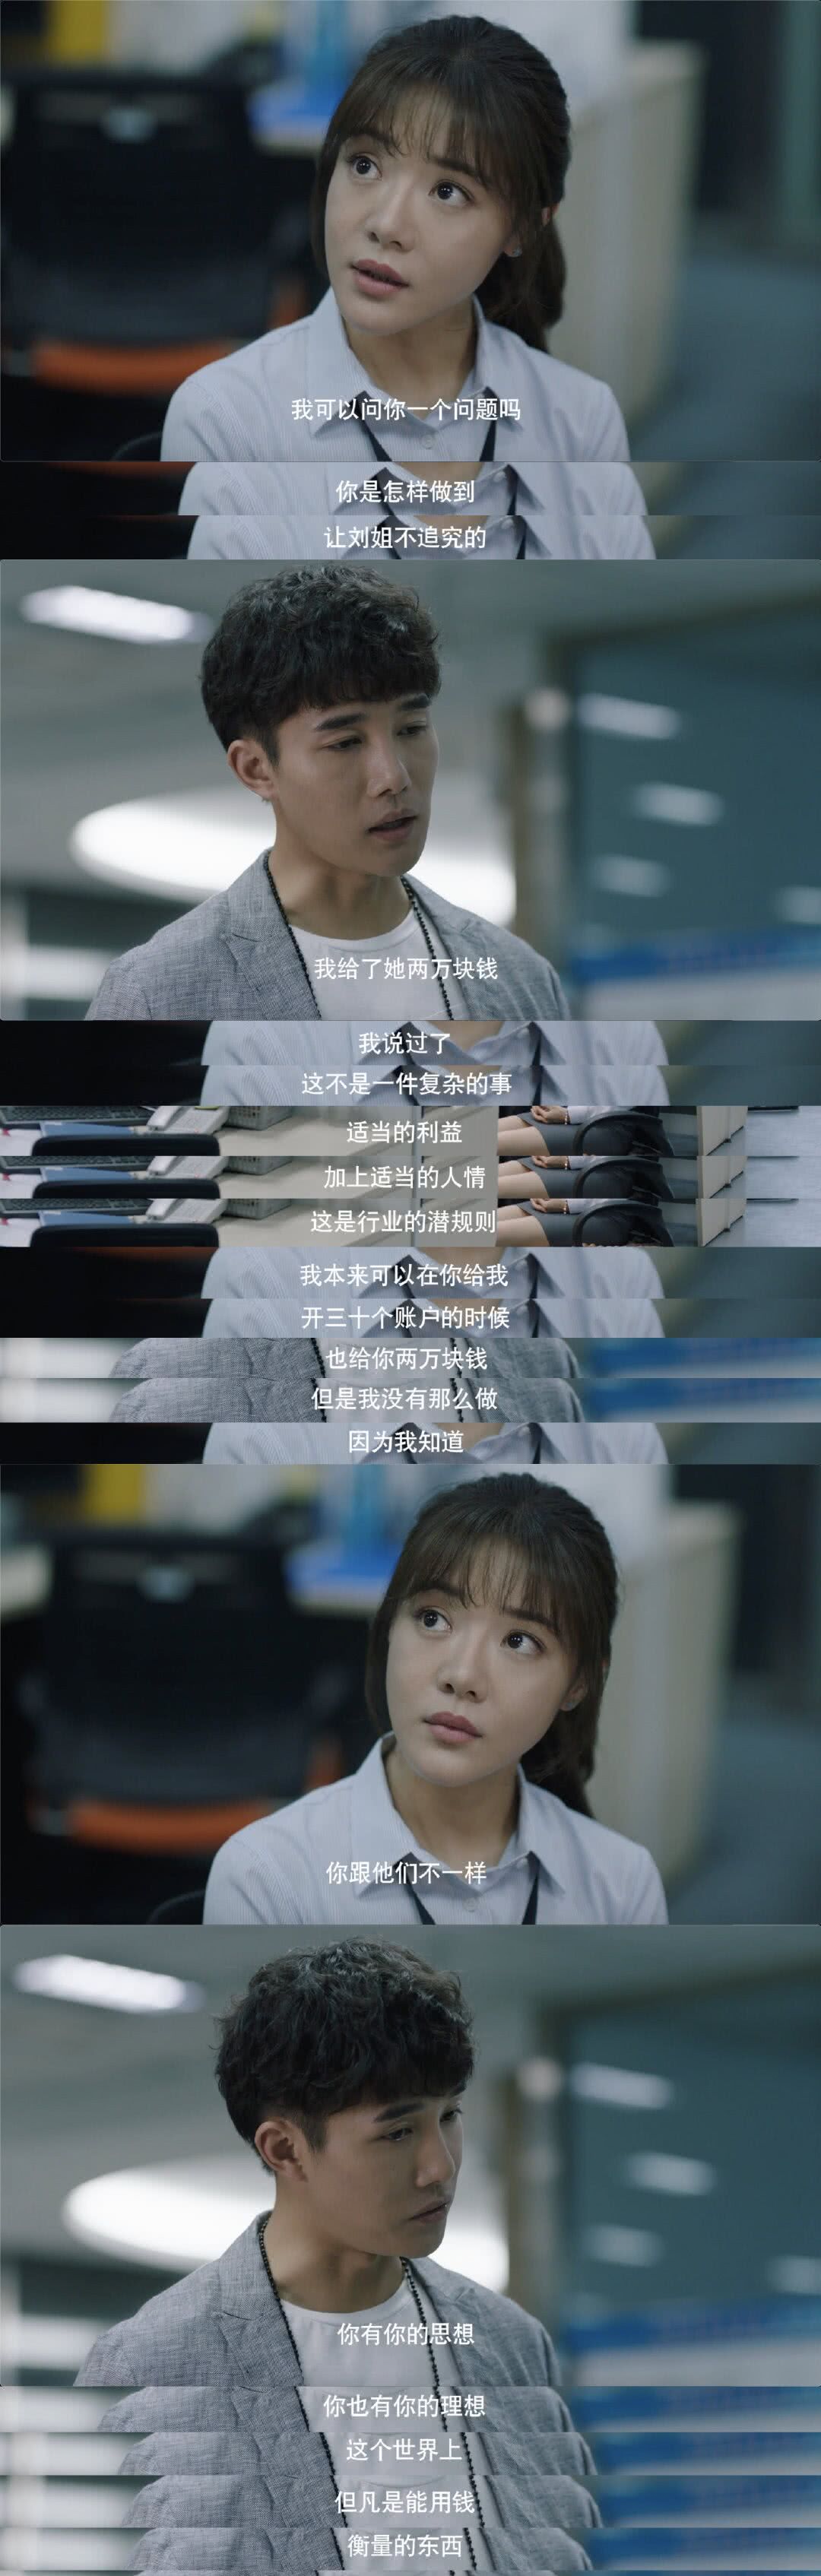 我可以问你一个问题吗
你是怎样做到
让刘姐不追究的
我给了她两万块钱
我说过了
这不是一件复杂的事
适当的利益
加上适当的人情
这是行业的潜规则
我本来可以在你给我
开三十个账户的时候
也给你两万块钱
但是我没有那么做
因为我知道
你跟他们不一样
你有你的思想
你也有你的理想
这个世界上
但凡是能用钱
衡量的东西